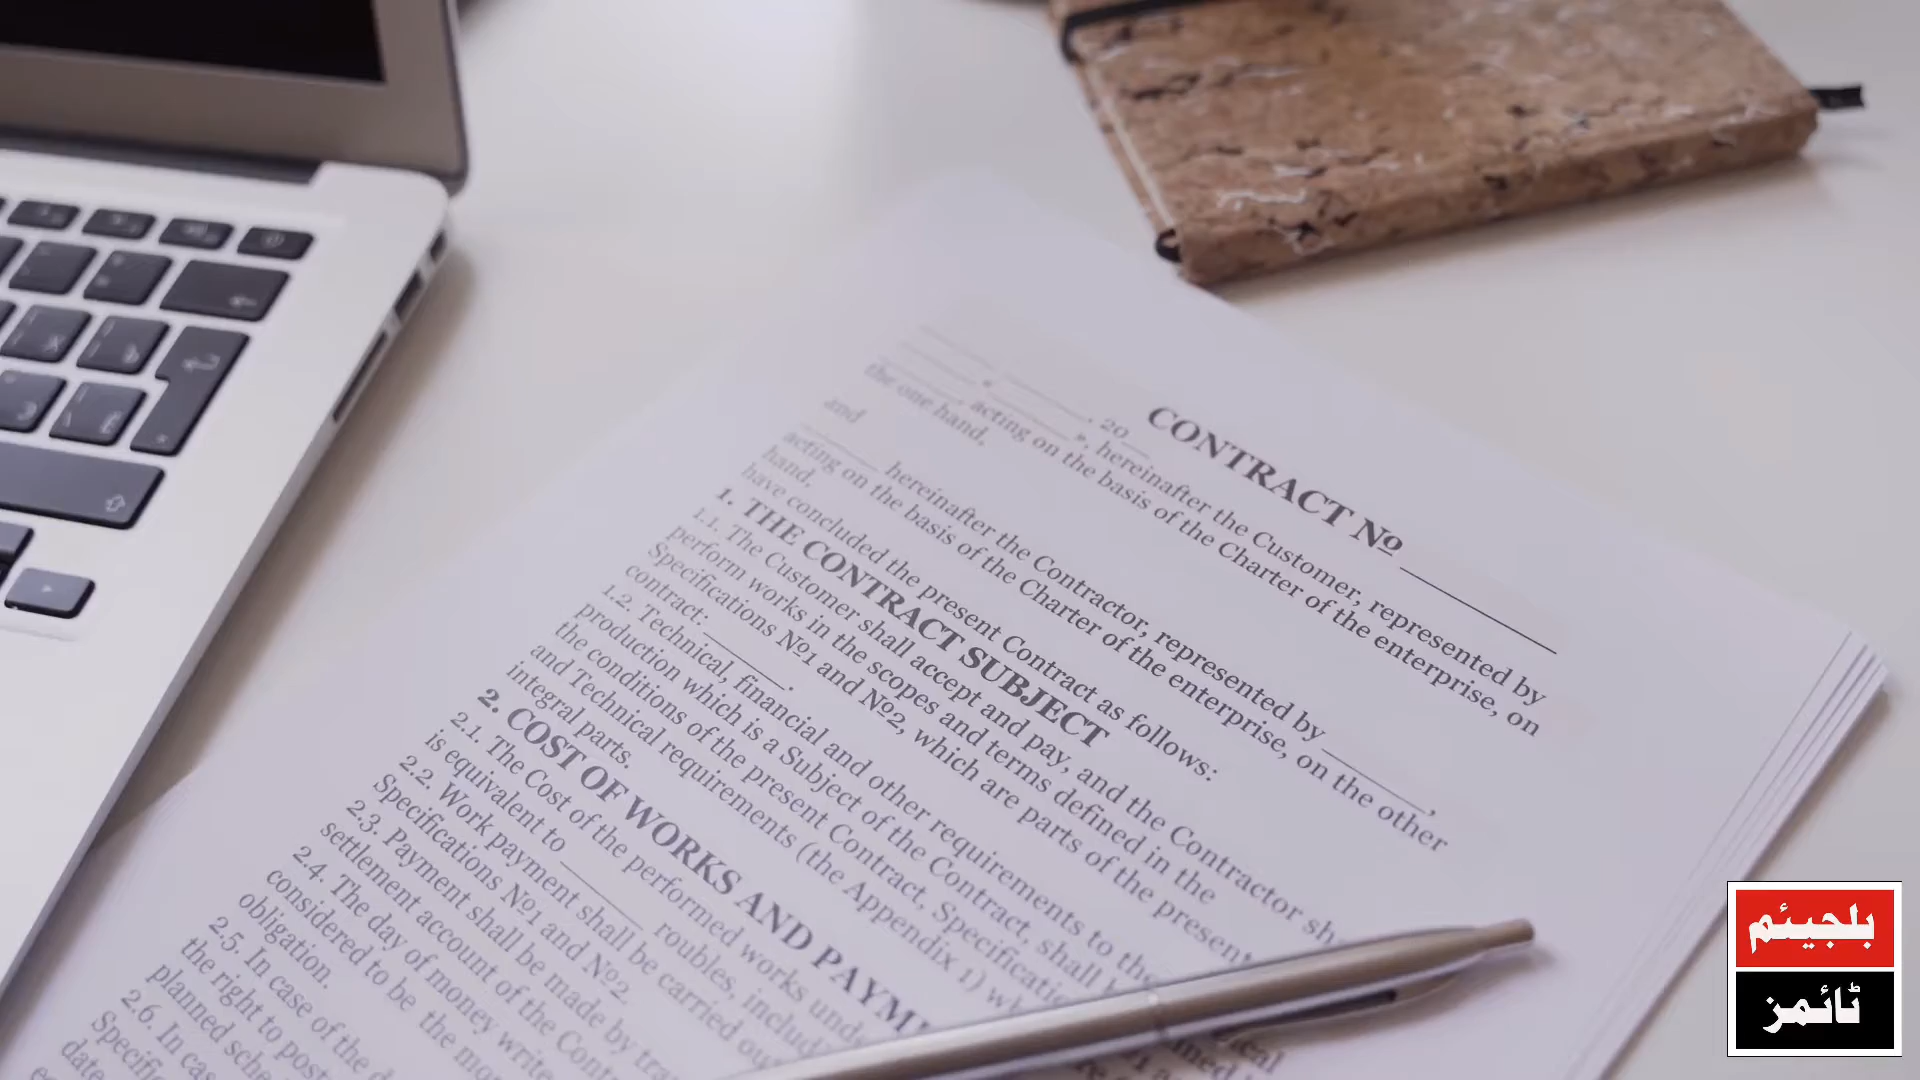 CONTRACT №
, 20
», hereinafter the Customer, represented by
acting on the basis of the Charter of the enterprise, on
the one hand,
and
hereinafter the Contractor, represented by ,
acting on the basis of the Charter of the enterprise, on the other
hand,
have concluded the present Contract as follows:
1. THE CONTRACT SUBJECT
1.1. The Customer shall accept and pay, and the Contractor
perform works in the scopes and terms defined in the
Specifications №1 and №2, which are parts of the present
contract: .
1.2. Technical, financial and other requirements to the
production which is a Subject of the Contract, shall
the conditions of the present Contract,
and Technical requirements (the Appendix 1)
integral parts.
2. COST OF WORKS AND
2.1. The Cost of the performed works
is equivalent to roubles,
2.2. Work payment shall be carried
Specifications №1 and №2.
2.3. Payment shall be made by
settlement account of the
2.4. The day of money
considered to be the
obligation.
2.5. In case of the
the right to
planned
2.6. In
date
بلجیئم
ٹائمز